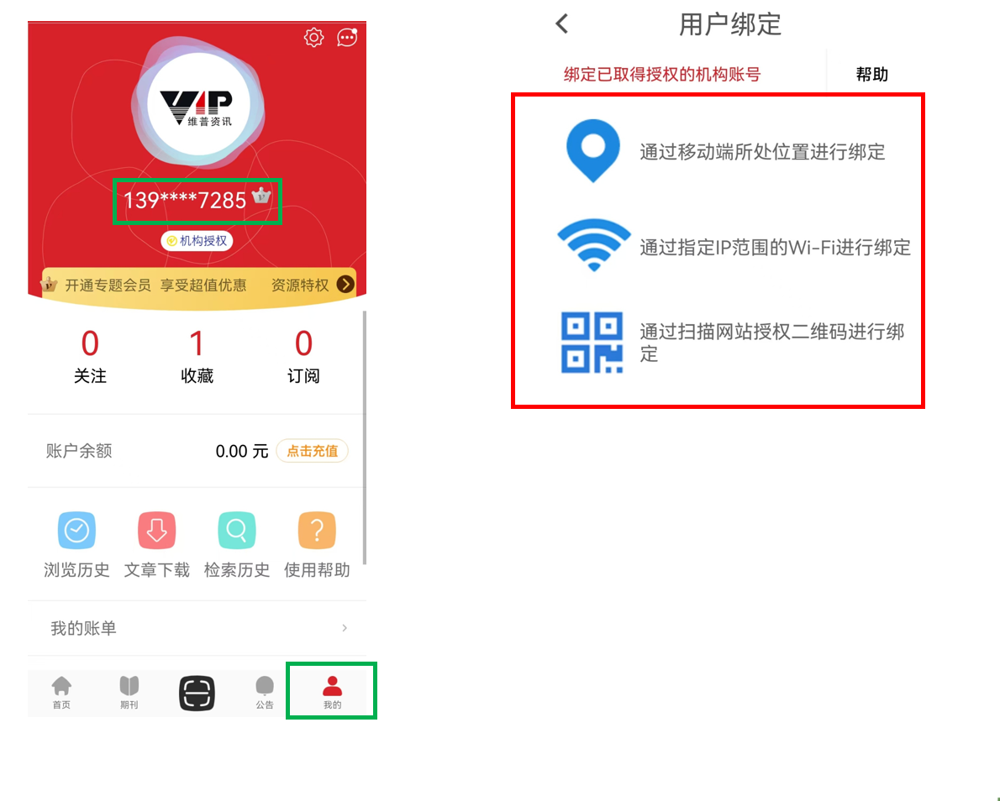 VIP
维普资讯
139****7285
机构授权
开通专题会员 享受超值优惠 资源特权
0 1 0
关注 收藏 订阅
账户余额 0.00 元 点击充值
浏览历史 文章下载 检索历史 使用帮助
我的账单
首页 期刊 公告 我的
用户绑定
绑定已取得授权的机构账号 帮助
通过移动端所处位置进行绑定
通过指定IP范围的Wi-Fi进行绑定
通过扫描网站授权二维码进行绑
定